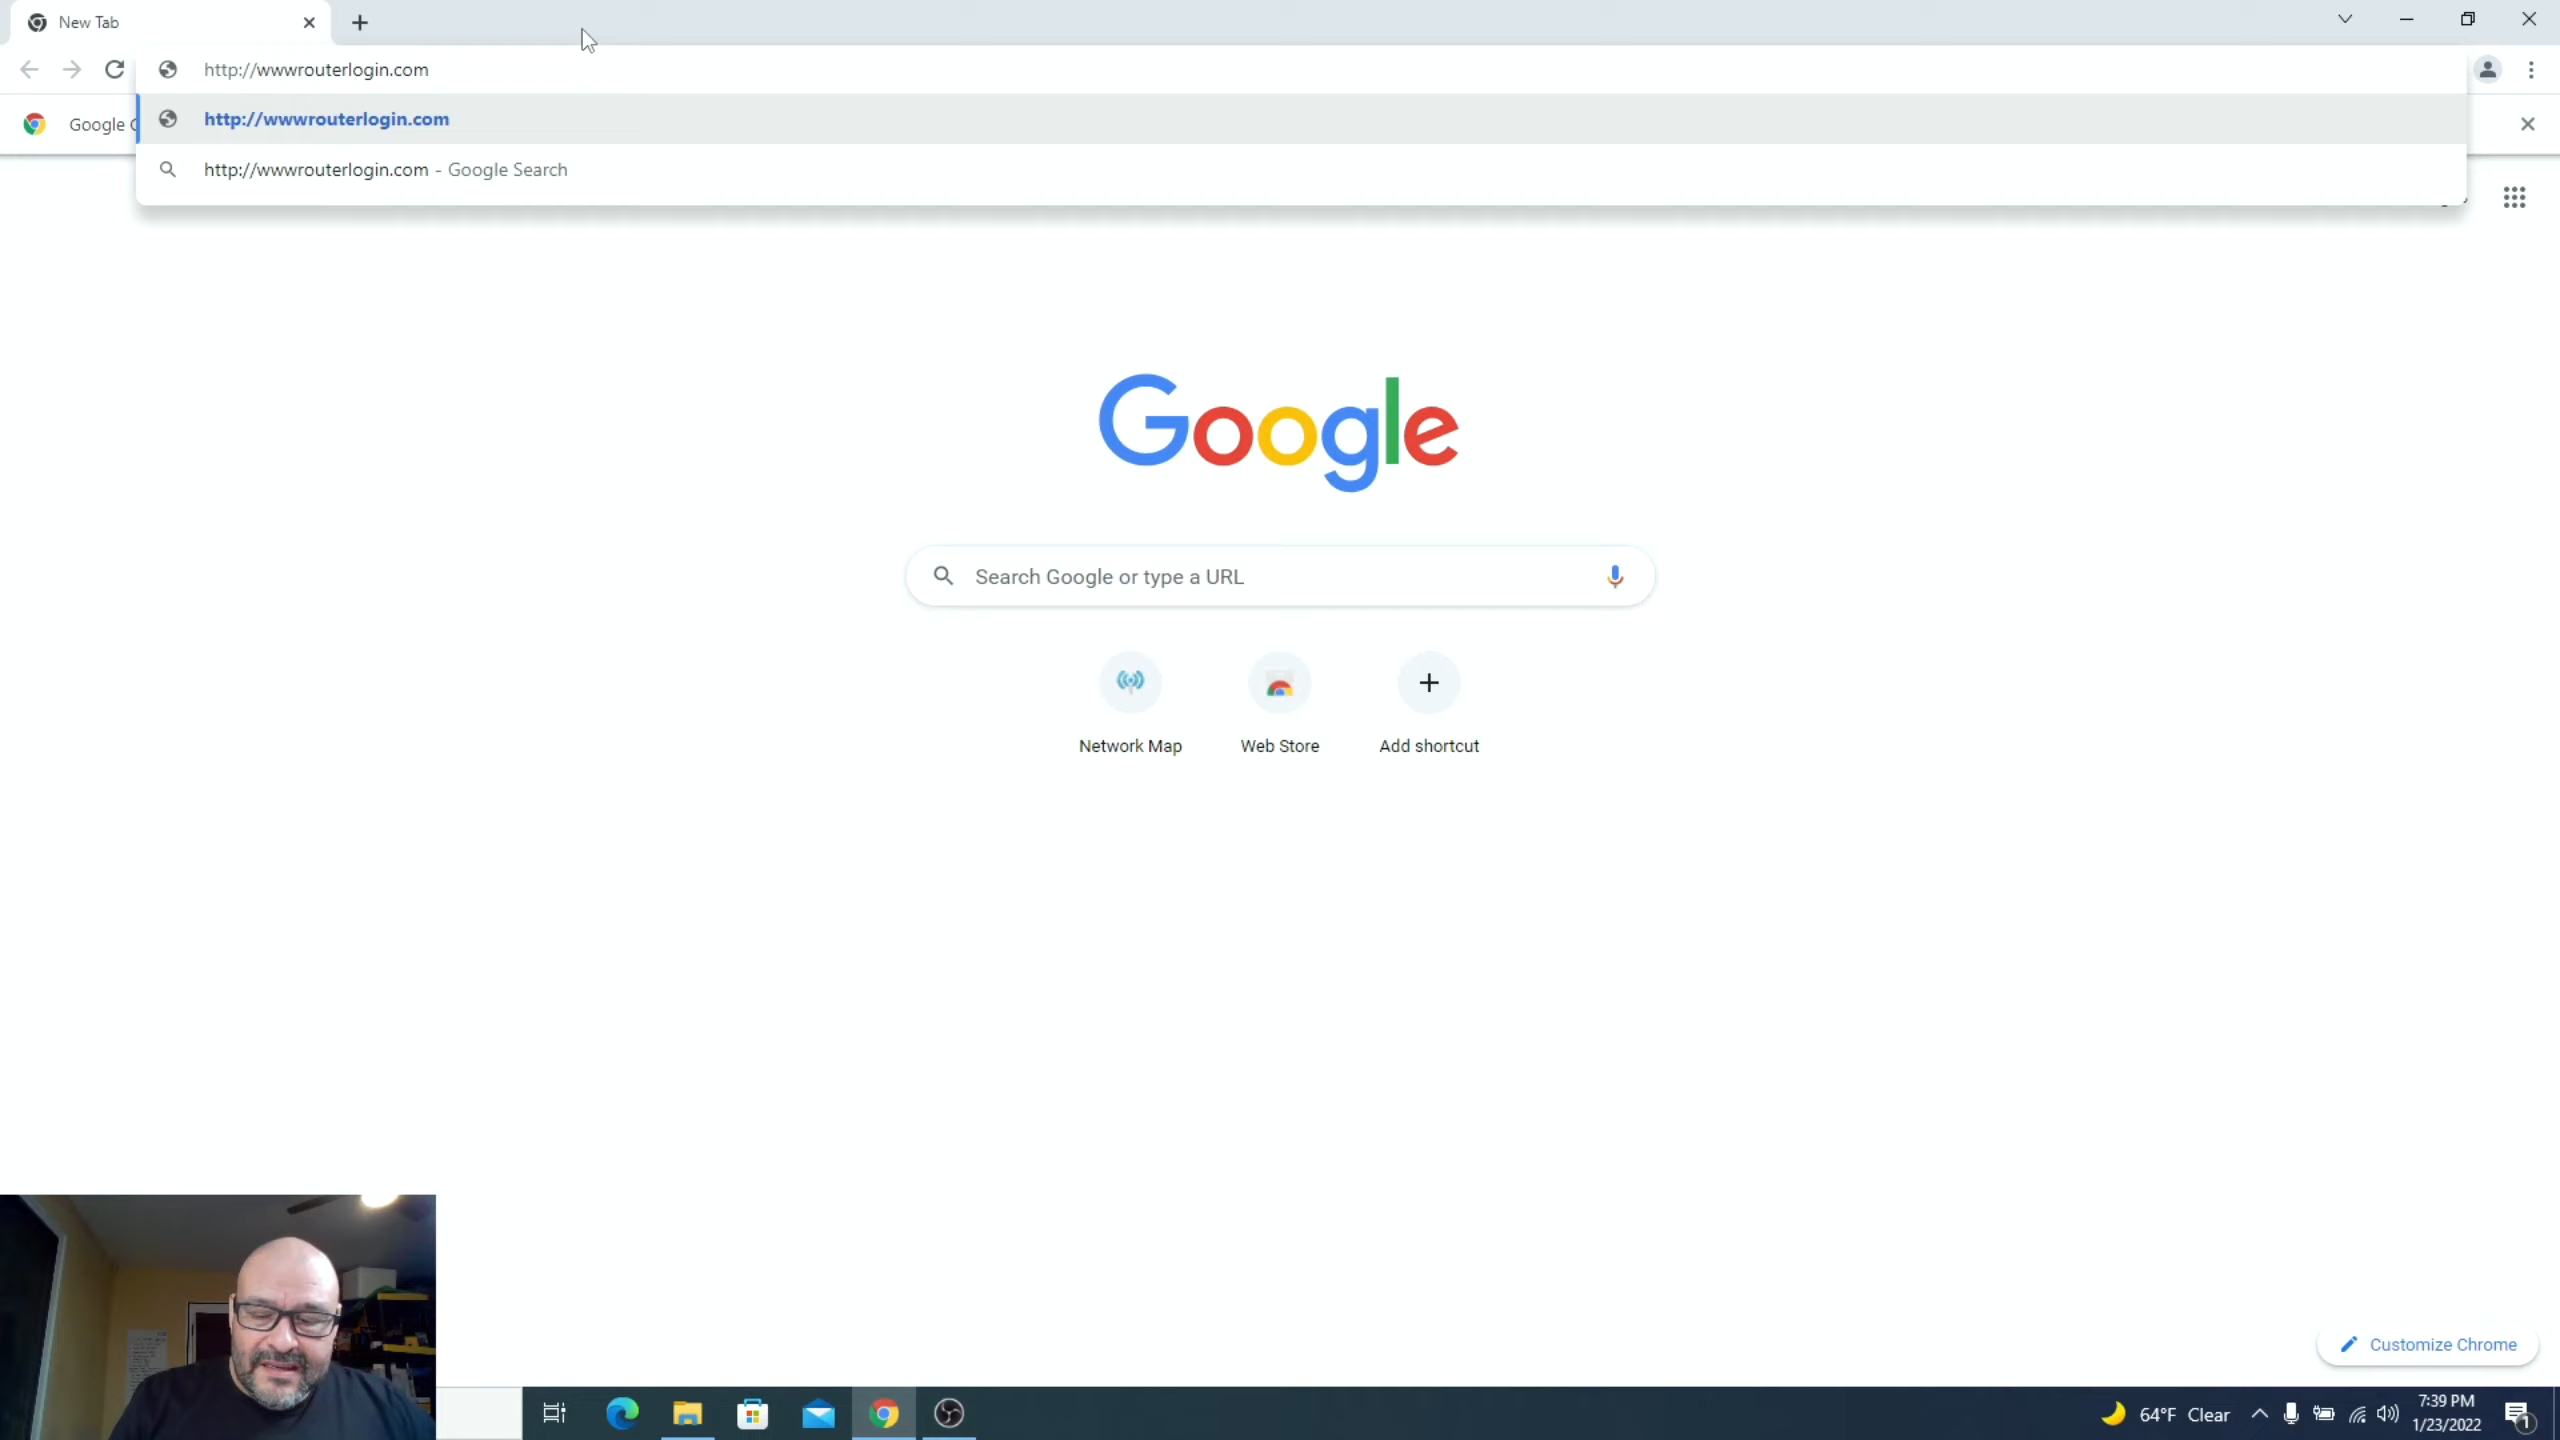 New Tab
http://wwwrouterlogin.com
http://wwwrouterlogin.com
Google
http://wwwrouterlogin.com - Google Search
Google
Search Google or type a URL
Network Map
Web Store
Add shortcut
Customize Chrome
64°F Clear
7:39 PM
1/23/2022
1